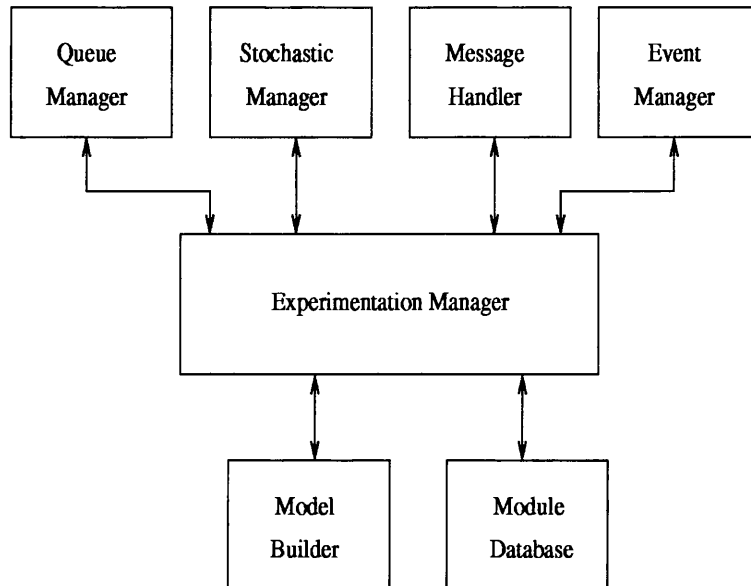 Queue
Manager
Stochastic
Manager
Message
Handler
Event
Manager
Experimentation Manager
Model
Builder
Module
Database